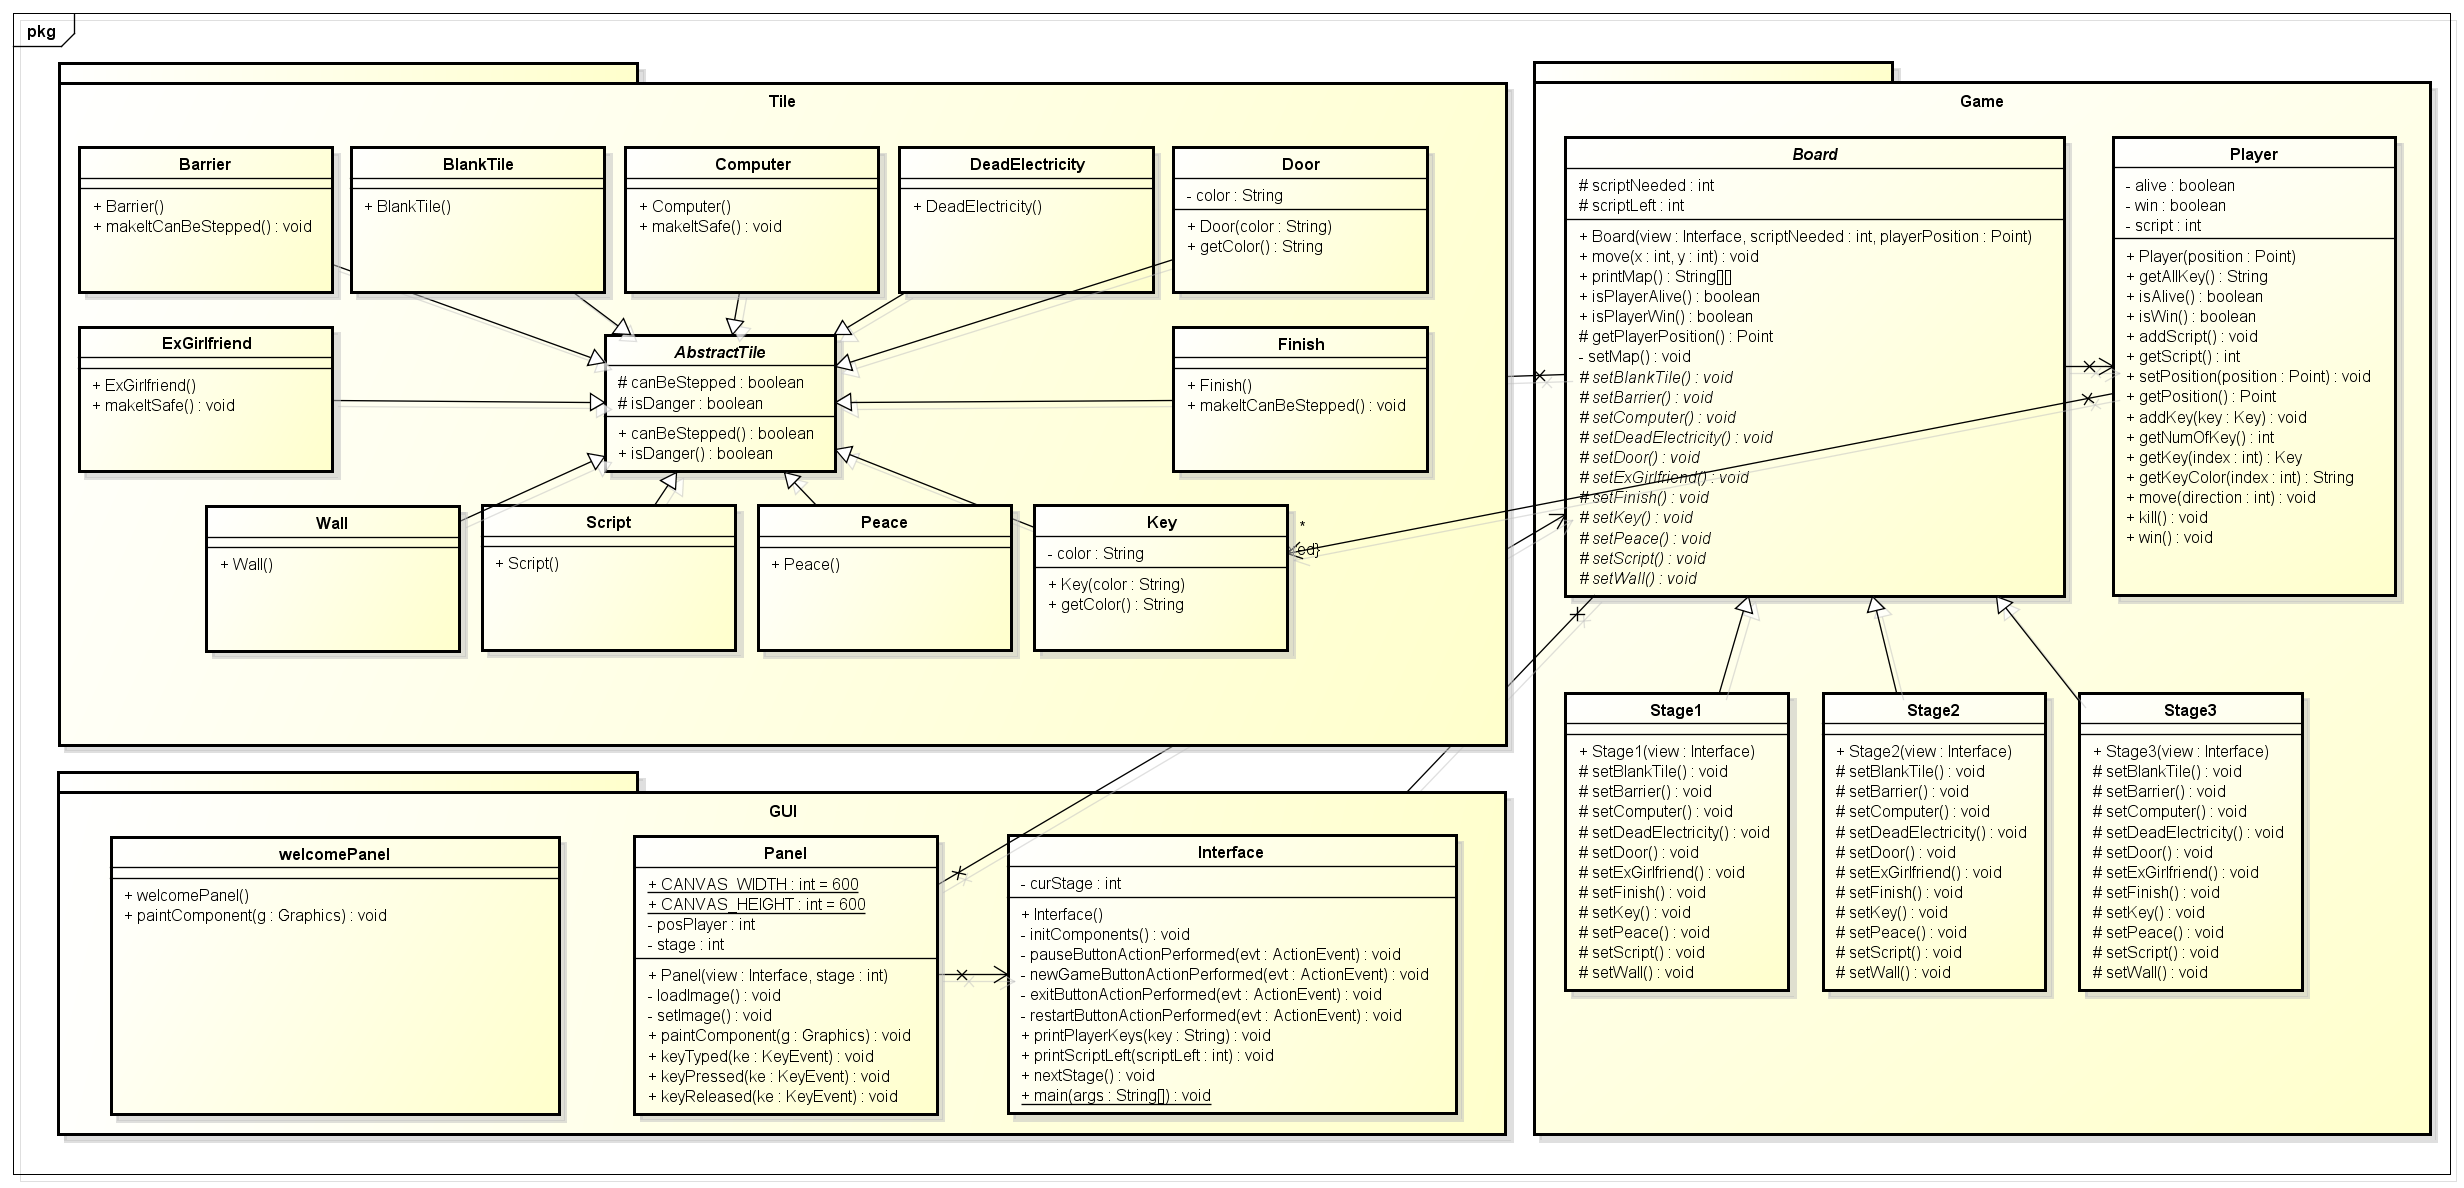 pkg
Tile
Barrier
+ Barrier()
+ makeItCanBeStepped() : void
BlankTile
+ BlankTile()
Computer
+ Computer()
+ makeItSafe() : void
DeadElectricity
+ DeadElectricity()
Door
- color : String
+ Door(color : String)
+ getColor() : String
ExGirlfriend
+ ExGirlfriend()
+ makeItSafe() : void
AbstractTile
# canBeStepped : boolean
# isDanger : boolean
+ canBeStepped() : boolean
+ isDanger() : boolean
Finish
+ Finish()
+ makeItCanBeStepped() : void
Wall
+ Wall()
Script
+ Script()
Peace
+ Peace()
Key
- color : String
+ Key(color : String)
+ getColor() : String
*
Game
Board
# scriptNeeded : int
# scriptLeft : int
+ Board(view : Interface, scriptNeeded : int, playerPosition : Point)
+ move(x : int, y : int) : void
+ printMap() : String[][]
+ isPlayerAlive() : boolean
+ isPlayerWin() : boolean
# getPlayerPosition() : Point
- setMap() : void
# setBlankTile() : void
# setBarrier() : void
# setComputer() : void
# setDeadElectricity() : void
# setDoor() : void
# setExGirlfriend() : void
# setFinish() : void
# setKey() : void
# setPeace() : void
# setScript() : void
# setWall() : void
Player
- alive : boolean
- win : boolean
- script : int
+ Player(position : Point)
+ getAllKey() : String
+ isAlive() : boolean
+ isWin() : boolean
+ addScript() : void
+ getScript() : int
+ setPosition(position : Point) : void
+ getPosition() : Point
+ addKey(key : Key) : void
+ getNumOfKey() : int
+ getKey(index : int) : Key
+ getKeyColor(index : int) : String
+ move(direction : int) : void
+ kill() : void
+ win() : void
Stage1
+ Stage1(view : Interface)
# setBlankTile() : void
# setBarrier() : void
# setComputer() : void
# setDeadElectricity() : void
# setDoor() : void
# setExGirlfriend() : void
# setFinish() : void
# setKey() : void
# setPeace() : void
# setScript() : void
# setWall() : void
Stage2
+ Stage2(view : Interface)
# setBlankTile() : void
# setBarrier() : void
# setComputer() : void
# setDeadElectricity() : void
# setDoor() : void
# setExGirlfriend() : void
# setFinish() : void
# setKey() : void
# setPeace() : void
# setScript() : void
# setWall() : void
Stage3
+ Stage3(view : Interface)
# setBlankTile() : void
# setBarrier() : void
# setComputer() : void
# setDeadElectricity() : void
# setDoor() : void
# setExGirlfriend() : void
# setFinish() : void
# setKey() : void
# setPeace() : void
# setScript() : void
# setWall() : void
GUI
welcomePanel
+ welcomePanel()
+ paintComponent(g : Graphics) : void
Panel
+ CANVAS_WIDTH : int = 600
+ CANVAS_HEIGHT : int = 600
- posPlayer : int
- stage : int
+ Panel(view : Interface, stage : int)
- loadImage() : void
- setImage() : void
+ paintComponent(g : Graphics) : void
+ keyTyped(ke : KeyEvent) : void
+ keyPressed(ke : KeyEvent) : void
+ keyReleased(ke : KeyEvent) : void
Interface
- curStage : int
+ Interface()
- initComponents() : void
- pauseButtonActionPerformed(evt : ActionEvent) : void
- newGameButtonActionPerformed(evt : ActionEvent) : void
- exitButtonActionPerformed(evt : ActionEvent) : void
- restartButtonActionPerformed(evt : ActionEvent) : void
+ printPlayerKeys(key : String) : void
+ printScriptLeft(scriptLeft : int) : void
+ nextStage() : void
+ main(args : String[]) : void